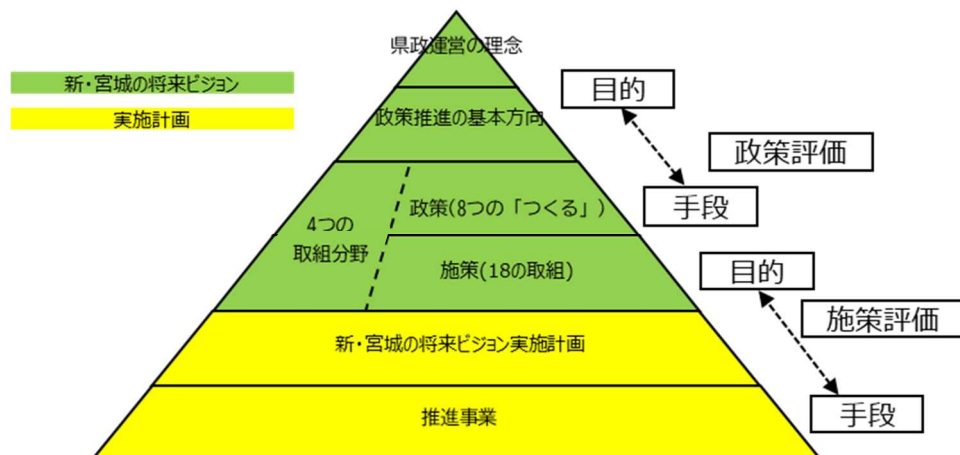 県政運営の理念
新・宮城の将来ビジョン
実施計画
政策推進の基本方向
目的
政策評価
手段
4つの
取組分野
政策(8つの「つくる」)
施策(18の取組)
目的
施策評価
手段
新・宮城の将来ビジョン実施計画
推進事業